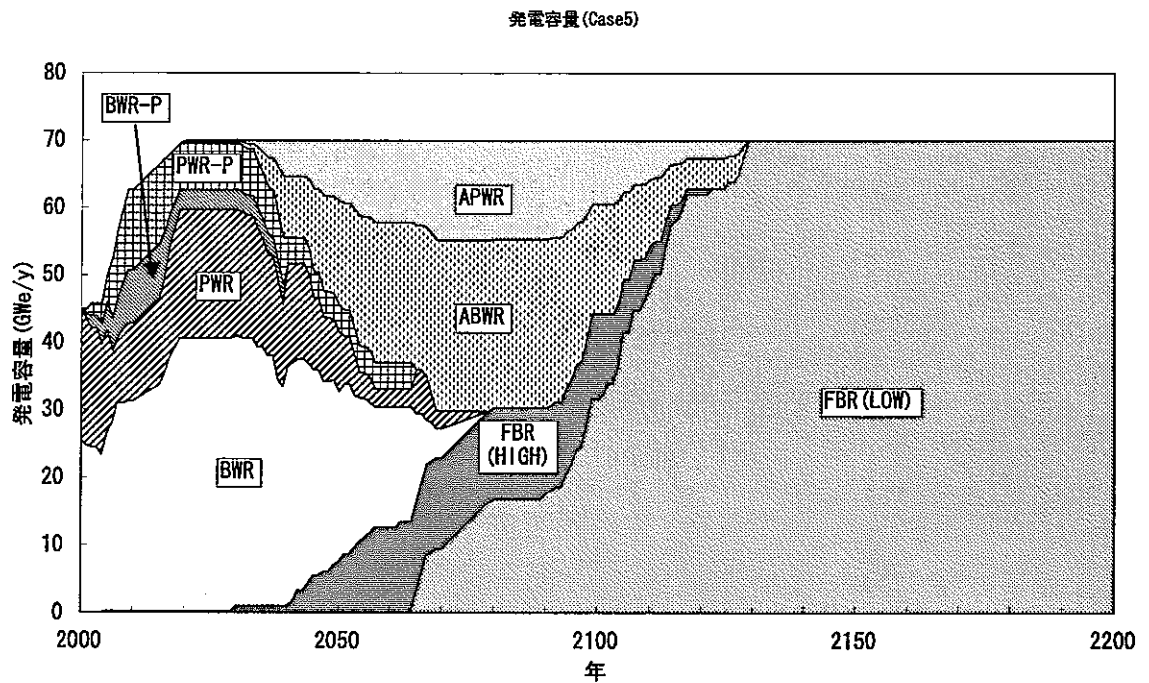 発電容量(Case5)
発電容量(GWe/y)
80
70
60
50
40
30
20
10
0
BWR-P
PWR-P
PWR
BWR
APWR
ABWR
FBR
(HIGH)
FBR(LOW)
2000
2050
2100
2150
2200
年